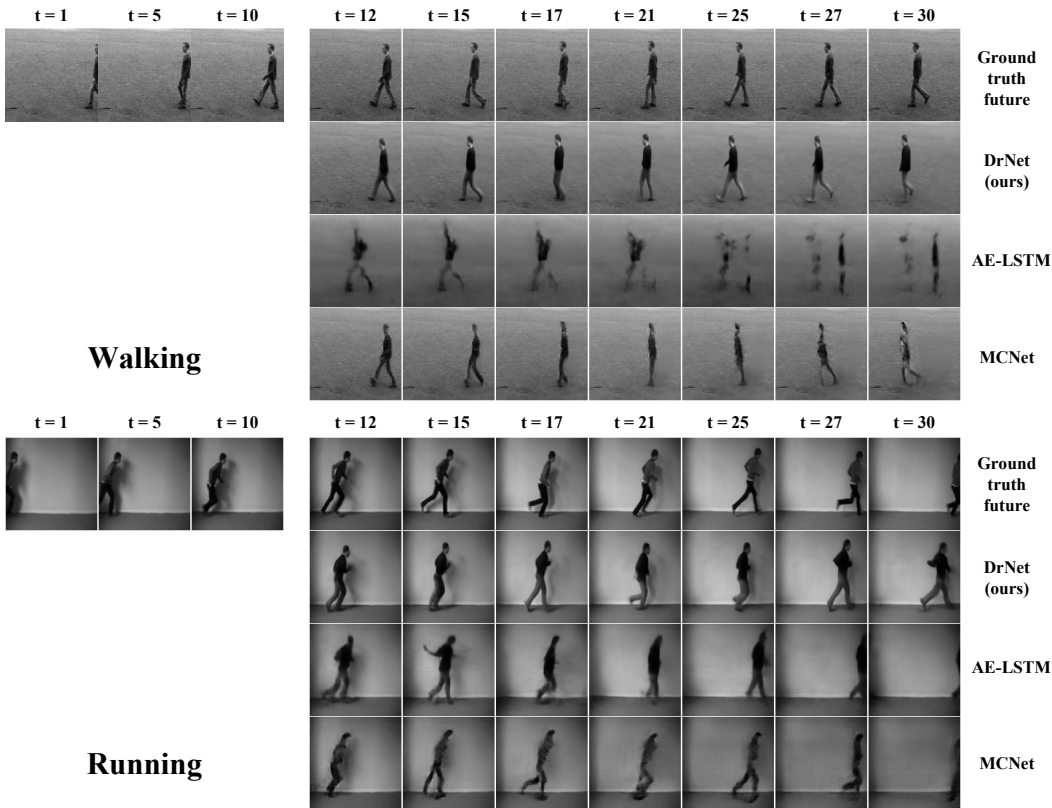 t = 1 t = 5 t = 10 t = 12 t = 15 t = 17 t = 21 t = 25 t = 27 t = 30
Ground
truth
future
DrNet
(ours)
AE-LSTM
MCNet
Walking
t = 1 t = 5 t = 10 t = 12 t = 15 t = 17 t = 21 t = 25 t = 27 t = 30
Ground
truth
future
DrNet
(ours)
AE-LSTM
MCNet
Running